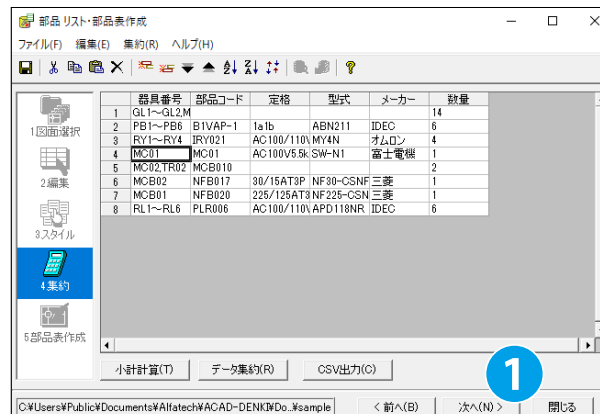 部品 リスト・部品表作成
ファイル(F) 編集(E) 集約(R) ヘルプ(H)
器具番号 部品コード 定格 型式 メーカー 数量
1 GL1～GL2,M 14
2 PB1～PB6 B1VAP-1 1a1b ABN211 IDEC 6
3 RY1～RY4 IRY021 AC100/110V MY4N オムロン 4
4 MC01 MC01 AC100V5.5k SW-N1 富士電機 1
5 MC02,TR02 MCB010 2
6 MCB02 NFB017 30/15AT3P NF30-CSNF 三菱 1
7 MCB01 NFB020 225/125AT3 NF225-CSN 三菱 1
8 RL1～RL6 PLR006 AC100/110V APD118NR IDEC 6
1図面選択
2編集
3.スタイル
4.集約
5部品表作成
小計計算(T) データ集約(R) CSV出力(C)
1
C:¥Users¥Public¥Documents¥Alfatech¥ACAD-DENKI¥Do..¥sample < 前へ(B) 次へ(N) > 閉じる